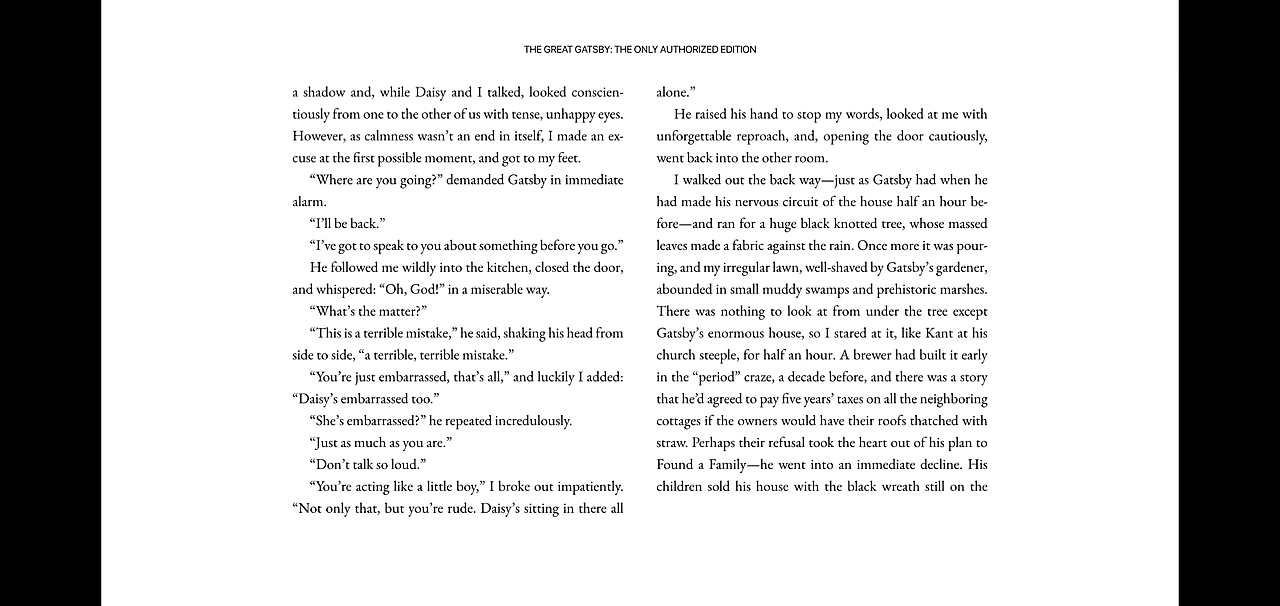 THE GREAT GATSBY: THE ONLY AUTHORIZED EDITION
a shadow and, while Daisy and I talked, looked conscien-
tiously from one to the other of us with tense, unhappy eyes.
However, as calmness wasn’t an end in itself, I made an ex-
cuse at the first possible moment, and got to my feet.
“Where are you going?” demanded Gatsby in immediate
alarm.
“I’ll be back.”
“I’ve got to speak to you about something before you go.”
He followed me wildly into the kitchen, closed the door,
and whispered: “Oh, God!” in a miserable way.
“What’s the matter?”
“This is a terrible mistake,” he said, shaking his head from
side to side, “a terrible, terrible mistake.”
“You’re just embarrassed, that’s all,” and luckily I added:
“Daisy’s embarrassed too.”
“She’s embarrassed?” he repeated incredulously.
“Just as much as you are.”
“Don’t talk so loud.”
“You’re acting like a little boy,” I broke out impatiently.
“Not only that, but you’re rude. Daisy’s sitting in there all
alone.”
He raised his hand to stop my words, looked at me with
unforgettable reproach, and, opening the door cautiously,
went back into the other room.
I walked out the back way—just as Gatsby had when he
had made his nervous circuit of the house half an hour be-
fore—and ran for a huge black knotted tree, whose massed
leaves made a fabric against the rain. Once more it was pour-
ing, and my irregular lawn, well-shaved by Gatsby’s gardener,
abounded in small muddy swamps and prehistoric marshes.
There was nothing to look at from under the tree except
Gatsby’s enormous house, so I stared at it, like Kant at his
church steeple, for half an hour. A brewer had built it early
in the “period” craze, a decade before, and there was a story
that he’d agreed to pay five years’ taxes on all the neighboring
cottages if the owners would have their roofs thatched with
straw. Perhaps their refusal took the heart out of his plan to
Found a Family—he went into an immediate decline. His
children sold his house with the black wreath still on the